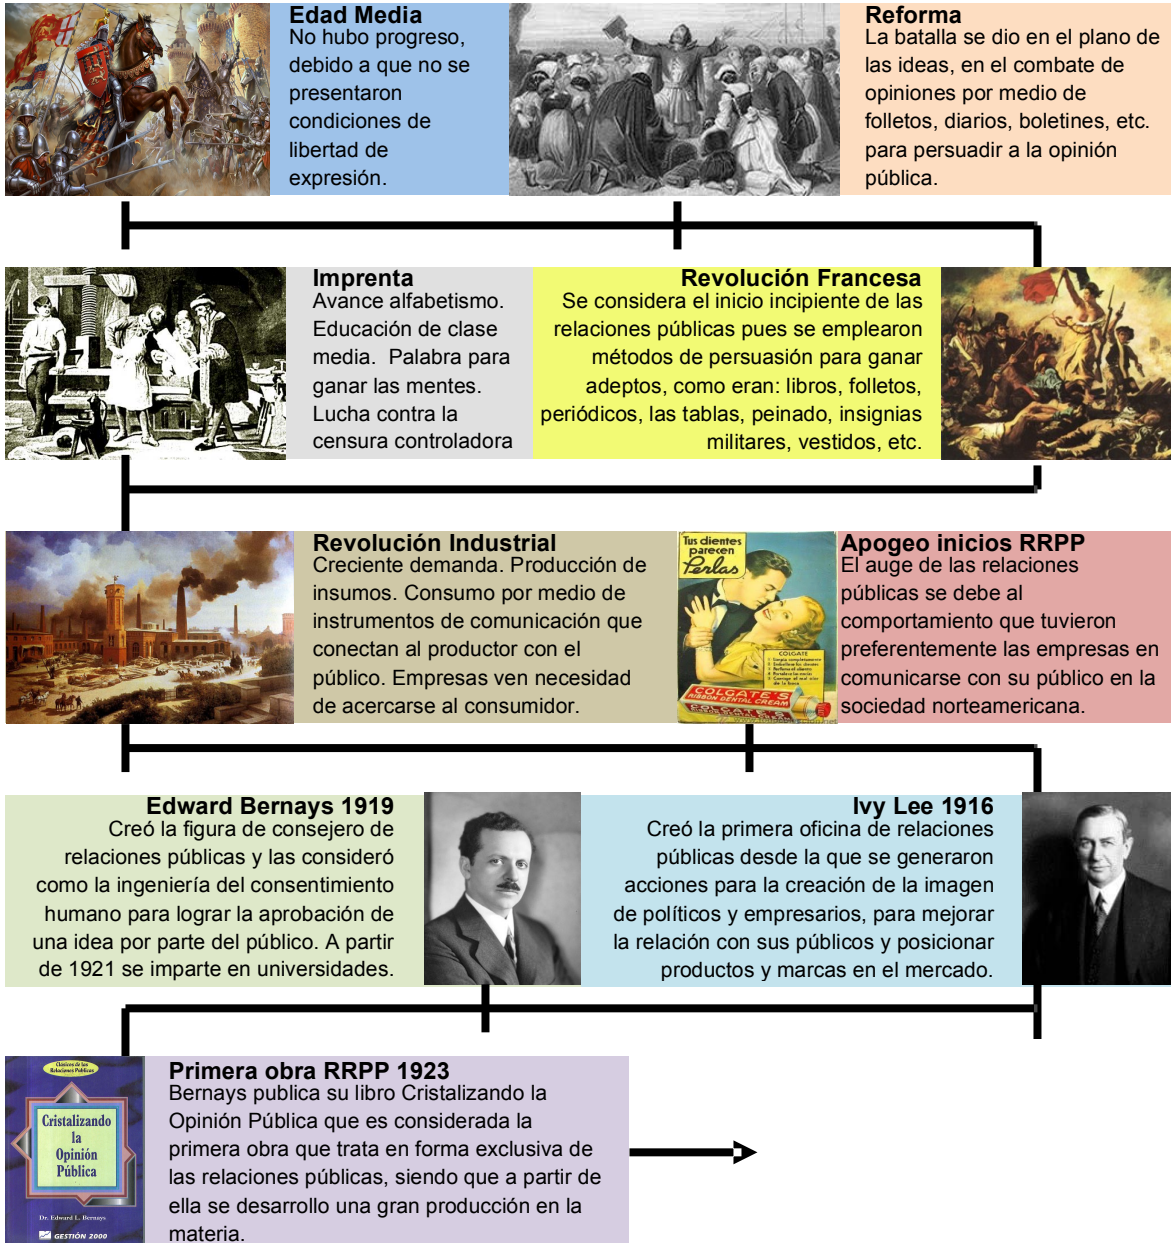 Edad Media
No hubo progreso,
debido a que no se
presentaron
condiciones de
libertad de
expresión.
Reforma
La batalla se dio en el plano de
las ideas, en el combate de
opiniones por medio de
folletos, diarios, boletines, etc.
para persuadir a la opinión
pública.
Imprenta
Avance alfabetismo.
Educación de clase
media. Palabra para
ganar las mentes.
Lucha contra la
censura controladora
Revolución Francesa
Se considera el inicio incipiente de las
relaciones públicas pues se emplearon
métodos de persuasión para ganar
adeptos, como eran: libros, folletos,
periódicos, las tablas, peinado, insignias
militares, vestidos, etc.
Revolución Industrial
Creciente demanda. Producción de
insumos. Consumo por medio de
instrumentos de comunicación que
conectan al productor con el
público. Empresas ven necesidad
de acercarse al consumidor.
Tus dientes
parecen
Perlas
COLGATE
COLGATE'S
RIBBON DENTAL CREAM
Apogeo inicios RRPP
El auge de las relaciones
públicas se debe al
comportamiento que tuvieron
preferentemente las empresas en
comunicarse con su público en la
sociedad norteamericana.
Edward Bernays 1919
Creó la figura de consejero de
relaciones públicas y las consideró
como la ingeniería del consentimiento
humano para lograr la aprobación de
una idea por parte del público. A partir
de 1921 se imparte en universidades.
Ivy Lee 1916
Creó la primera oficina de relaciones
públicas desde la que se generaron
acciones para la creación de la imagen
de políticos y empresarios, para mejorar
la relación con sus públicos y posicionar
productos y marcas en el mercado.
Clásicos de las
Relaciones Públicas
Cristalizando
la
Opinión
Pública
Dr. Edward L. Bernays
GESTIÓN 2000
Primera obra RRPP 1923
Bernays publica su libro Cristalizando la
Opinión Pública que es considerada la
primera obra que trata en forma exclusiva de
las relaciones públicas, siendo que a partir de
ella se desarrollo una gran producción en la
materia.